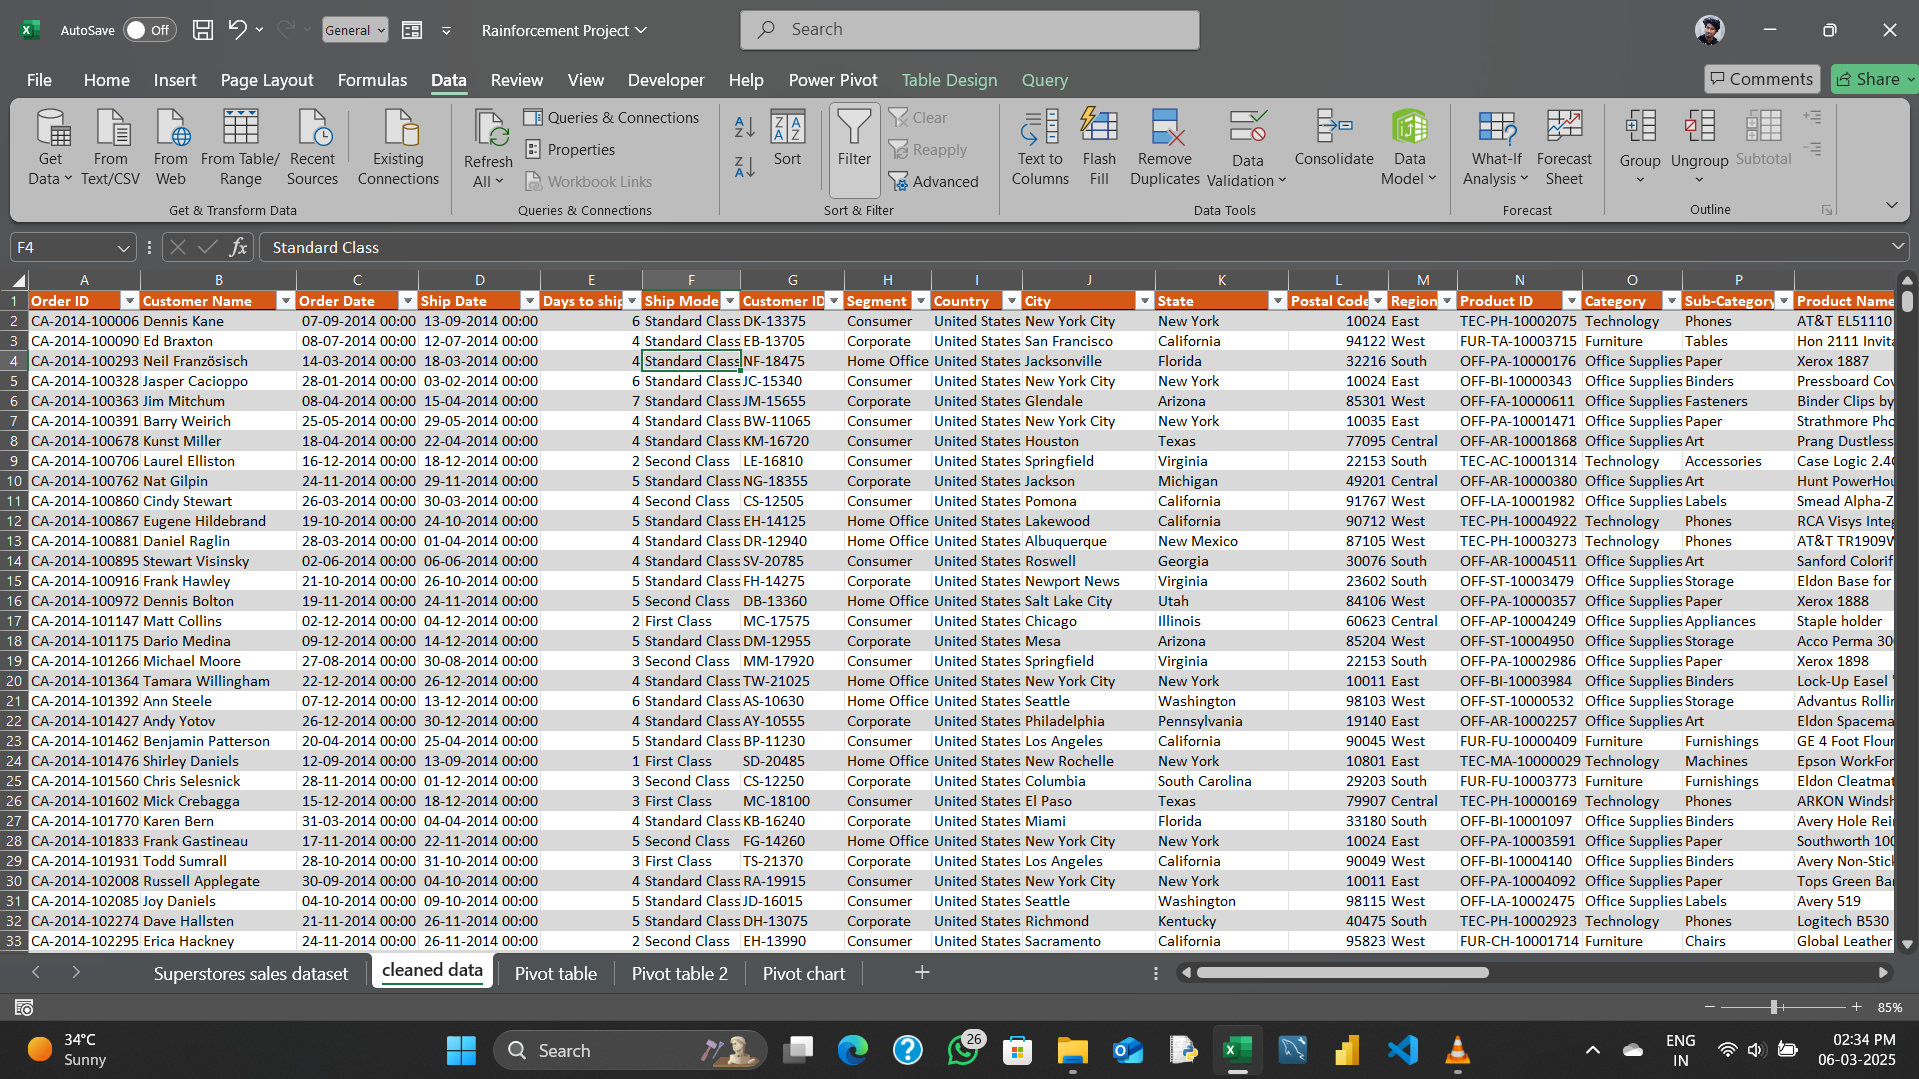 AutoSave Off General Rainforcement Project Search
File Home Insert Page Layout Formulas Data Review View Developer Help Power Pivot Table Design Query Comments Share
Get Data From Text/CSV From Web From Table/ Range Recent Sources Existing Connections
Get & Transform Data
Refresh All Queries & Connections Properties Workbook Links
Queries & Connections
Sort Filter Clear Reapply Advanced
Sort & Filter
Text to Columns Flash Fill Remove Duplicates Data Validation Consolidate Data Model
Data Tools
What-If Analysis Forecast Sheet
Forecast
Group Ungroup Subtotal
Outline
F4 fx Standard Class
A B C D E F G H I J K L M N O P
1 Order ID Customer Name Order Date Ship Date Days to ship Ship Mode Customer ID Segment Country City State Postal Code Region Product ID Category Sub-Category Product Name
2 CA-2014-100006 Dennis Kane 07-09-2014 00:00 13-09-2014 00:00 6 Standard Class DK-13375 Consumer United States New York City New York 10024 East TEC-PH-10002075 Technology Phones AT&T EL51110
3 CA-2014-100090 Ed Braxton 08-07-2014 00:00 12-07-2014 00:00 4 Standard Class EB-13705 Corporate United States San Francisco California 94122 West FUR-TA-10003715 Furniture Tables Hon 2111 Invita
4 CA-2014-100293 Neil Französisch 14-03-2014 00:00 18-03-2014 00:00 4 Standard Class NF-18475 Home Office United States Jacksonville Florida 32216 South OFF-PA-10000176 Office Supplies Paper Xerox 1887
5 CA-2014-100328 Jasper Cacioppo 28-01-2014 00:00 03-02-2014 00:00 6 Standard Class JC-15340 Consumer United States New York City New York 10024 East OFF-BI-10000343 Office Supplies Binders Pressboard Cov
6 CA-2014-100363 Jim Mitchum 08-04-2014 00:00 15-04-2014 00:00 7 Standard Class JM-15655 Corporate United States Glendale Arizona 85301 West OFF-FA-10000611 Office Supplies Fasteners Binder Clips by
7 CA-2014-100391 Barry Weirich 25-05-2014 00:00 29-05-2014 00:00 4 Standard Class BW-11065 Consumer United States New York City New York 10035 East OFF-PA-10001471 Office Supplies Paper Strathmore Pho
8 CA-2014-100678 Kunst Miller 18-04-2014 00:00 22-04-2014 00:00 4 Standard Class KM-16720 Consumer United States Houston Texas 77095 Central OFF-AR-10001868 Office Supplies Art Prang Dustless
9 CA-2014-100706 Laurel Elliston 16-12-2014 00:00 18-12-2014 00:00 2 Second Class LE-16810 Consumer United States Springfield Virginia 22153 South TEC-AC-10001314 Technology Accessories Case Logic 2.4G
10 CA-2014-100762 Nat Gilpin 24-11-2014 00:00 29-11-2014 00:00 5 Standard Class NG-18355 Corporate United States Jackson Michigan 49201 Central OFF-AR-10000380 Office Supplies Art Hunt PowerHou
11 CA-2014-100860 Cindy Stewart 26-03-2014 00:00 30-03-2014 00:00 4 Second Class CS-12505 Consumer United States Pomona California 91767 West OFF-LA-10001982 Office Supplies Labels Smead Alpha-Z
12 CA-2014-100867 Eugene Hildebrand 19-10-2014 00:00 24-10-2014 00:00 5 Standard Class EH-14125 Home Office United States Lakewood California 90712 West TEC-PH-10004922 Technology Phones RCA Visys Integ
13 CA-2014-100881 Daniel Raglin 28-03-2014 00:00 01-04-2014 00:00 4 Standard Class DR-12940 Home Office United States Albuquerque New Mexico 87105 West TEC-PH-10003273 Technology Phones AT&T TR1909W
14 CA-2014-100895 Stewart Visinsky 02-06-2014 00:00 06-06-2014 00:00 4 Standard Class SV-20785 Consumer United States Roswell Georgia 30076 South OFF-AR-10004511 Office Supplies Art Sanford Colorif
15 CA-2014-100916 Frank Hawley 21-10-2014 00:00 26-10-2014 00:00 5 Standard Class FH-14275 Corporate United States Newport News Virginia 23602 South OFF-ST-10003479 Office Supplies Storage Eldon Base for
16 CA-2014-100972 Dennis Bolton 19-11-2014 00:00 24-11-2014 00:00 5 Second Class DB-13360 Home Office United States Salt Lake City Utah 84106 West OFF-PA-10000357 Office Supplies Paper Xerox 1888
17 CA-2014-101147 Matt Collins 02-12-2014 00:00 04-12-2014 00:00 2 First Class MC-17575 Consumer United States Chicago Illinois 60623 Central OFF-AP-10004249 Office Supplies Appliances Staple holder
18 CA-2014-101175 Dario Medina 09-12-2014 00:00 14-12-2014 00:00 5 Standard Class DM-12955 Corporate United States Mesa Arizona 85204 West OFF-ST-10004950 Office Supplies Storage Acco Perma 30
19 CA-2014-101266 Michael Moore 27-08-2014 00:00 30-08-2014 00:00 3 Second Class MM-17920 Consumer United States Springfield Virginia 22153 South OFF-PA-10002986 Office Supplies Paper Xerox 1898
20 CA-2014-101364 Tamara Willingham 22-12-2014 00:00 26-12-2014 00:00 4 Standard Class TW-21025 Home Office United States New York City New York 10011 East OFF-BI-10003984 Office Supplies Binders Lock-Up Easel '
21 CA-2014-101392 Ann Steele 07-12-2014 00:00 13-12-2014 00:00 6 Standard Class AS-10630 Home Office United States Seattle Washington 98103 West OFF-ST-10000532 Office Supplies Storage Advantus Rollin
22 CA-2014-101427 Andy Yotov 26-12-2014 00:00 30-12-2014 00:00 4 Standard Class AY-10555 Corporate United States Philadelphia Pennsylvania 19140 East OFF-AR-10002257 Office Supplies Art Eldon Spacema
23 CA-2014-101462 Benjamin Patterson 20-04-2014 00:00 25-04-2014 00:00 5 Standard Class BP-11230 Consumer United States Los Angeles California 90045 West FUR-FU-10000409 Furniture Furnishings GE 4 Foot Flour
24 CA-2014-101476 Shirley Daniels 12-09-2014 00:00 13-09-2014 00:00 1 First Class SD-20485 Home Office United States New Rochelle New York 10801 East TEC-MA-10000029 Technology Machines Epson WorkFor
25 CA-2014-101560 Chris Selesnick 28-11-2014 00:00 01-12-2014 00:00 3 Second Class CS-12250 Corporate United States Columbia South Carolina 29203 South FUR-FU-10003773 Furniture Furnishings Eldon Cleatmat
26 CA-2014-101602 Mick Crebagga 15-12-2014 00:00 18-12-2014 00:00 3 First Class MC-18100 Consumer United States El Paso Texas 79907 Central TEC-PH-10000169 Technology Phones ARKON Windsh
27 CA-2014-101770 Karen Bern 31-03-2014 00:00 04-04-2014 00:00 4 Standard Class KB-16240 Corporate United States Miami Florida 33180 South OFF-BI-10001097 Office Supplies Binders Avery Hole Rei
28 CA-2014-101833 Frank Gastineau 17-11-2014 00:00 22-11-2014 00:00 5 Second Class FG-14260 Home Office United States New York City New York 10024 East OFF-PA-10003591 Office Supplies Paper Southworth 100
29 CA-2014-101931 Todd Sumrall 28-10-2014 00:00 31-10-2014 00:00 3 First Class TS-21370 Corporate United States Los Angeles California 90049 West OFF-BI-10004140 Office Supplies Binders Avery Non-Stick
30 CA-2014-102008 Russell Applegate 30-09-2014 00:00 04-10-2014 00:00 4 Standard Class RA-19915 Consumer United States New York City New York 10011 East OFF-PA-10004092 Office Supplies Paper Tops Green Bar
31 CA-2014-102085 Joy Daniels 04-10-2014 00:00 09-10-2014 00:00 5 Standard Class JD-16015 Consumer United States Seattle Washington 98115 West OFF-LA-10002475 Office Supplies Labels Avery 519
32 CA-2014-102274 Dave Hallsten 21-11-2014 00:00 26-11-2014 00:00 5 Standard Class DH-13075 Corporate United States Richmond Kentucky 40475 South TEC-PH-10002923 Technology Phones Logitech B530
33 CA-2014-102295 Erica Hackney 24-11-2014 00:00 26-11-2014 00:00 2 Second Class EH-13990 Consumer United States Sacramento California 95823 West FUR-CH-10001714 Furniture Chairs Global Leather
Superstores sales dataset cleaned data Pivot table Pivot table 2 Pivot chart
85%
34°C Sunny Search 26 ENG IN 02:34 PM 06-03-2025